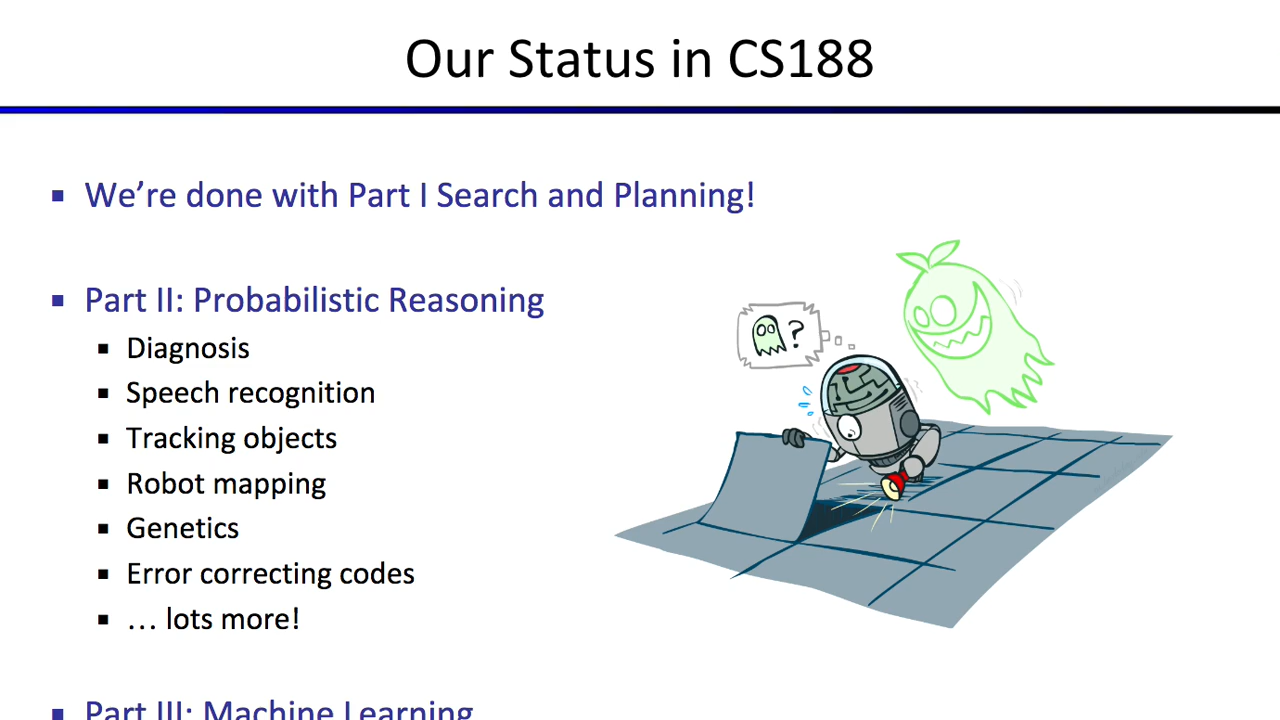 Our Status in CS188
▪ We’re done with Part I Search and Planning!
▪ Part II: Probabilistic Reasoning
▪ Diagnosis
▪ Speech recognition
▪ Tracking objects
▪ Robot mapping
▪ Genetics
▪ Error correcting codes
▪ … lots more!
▪ Part III: Machine Learning
?